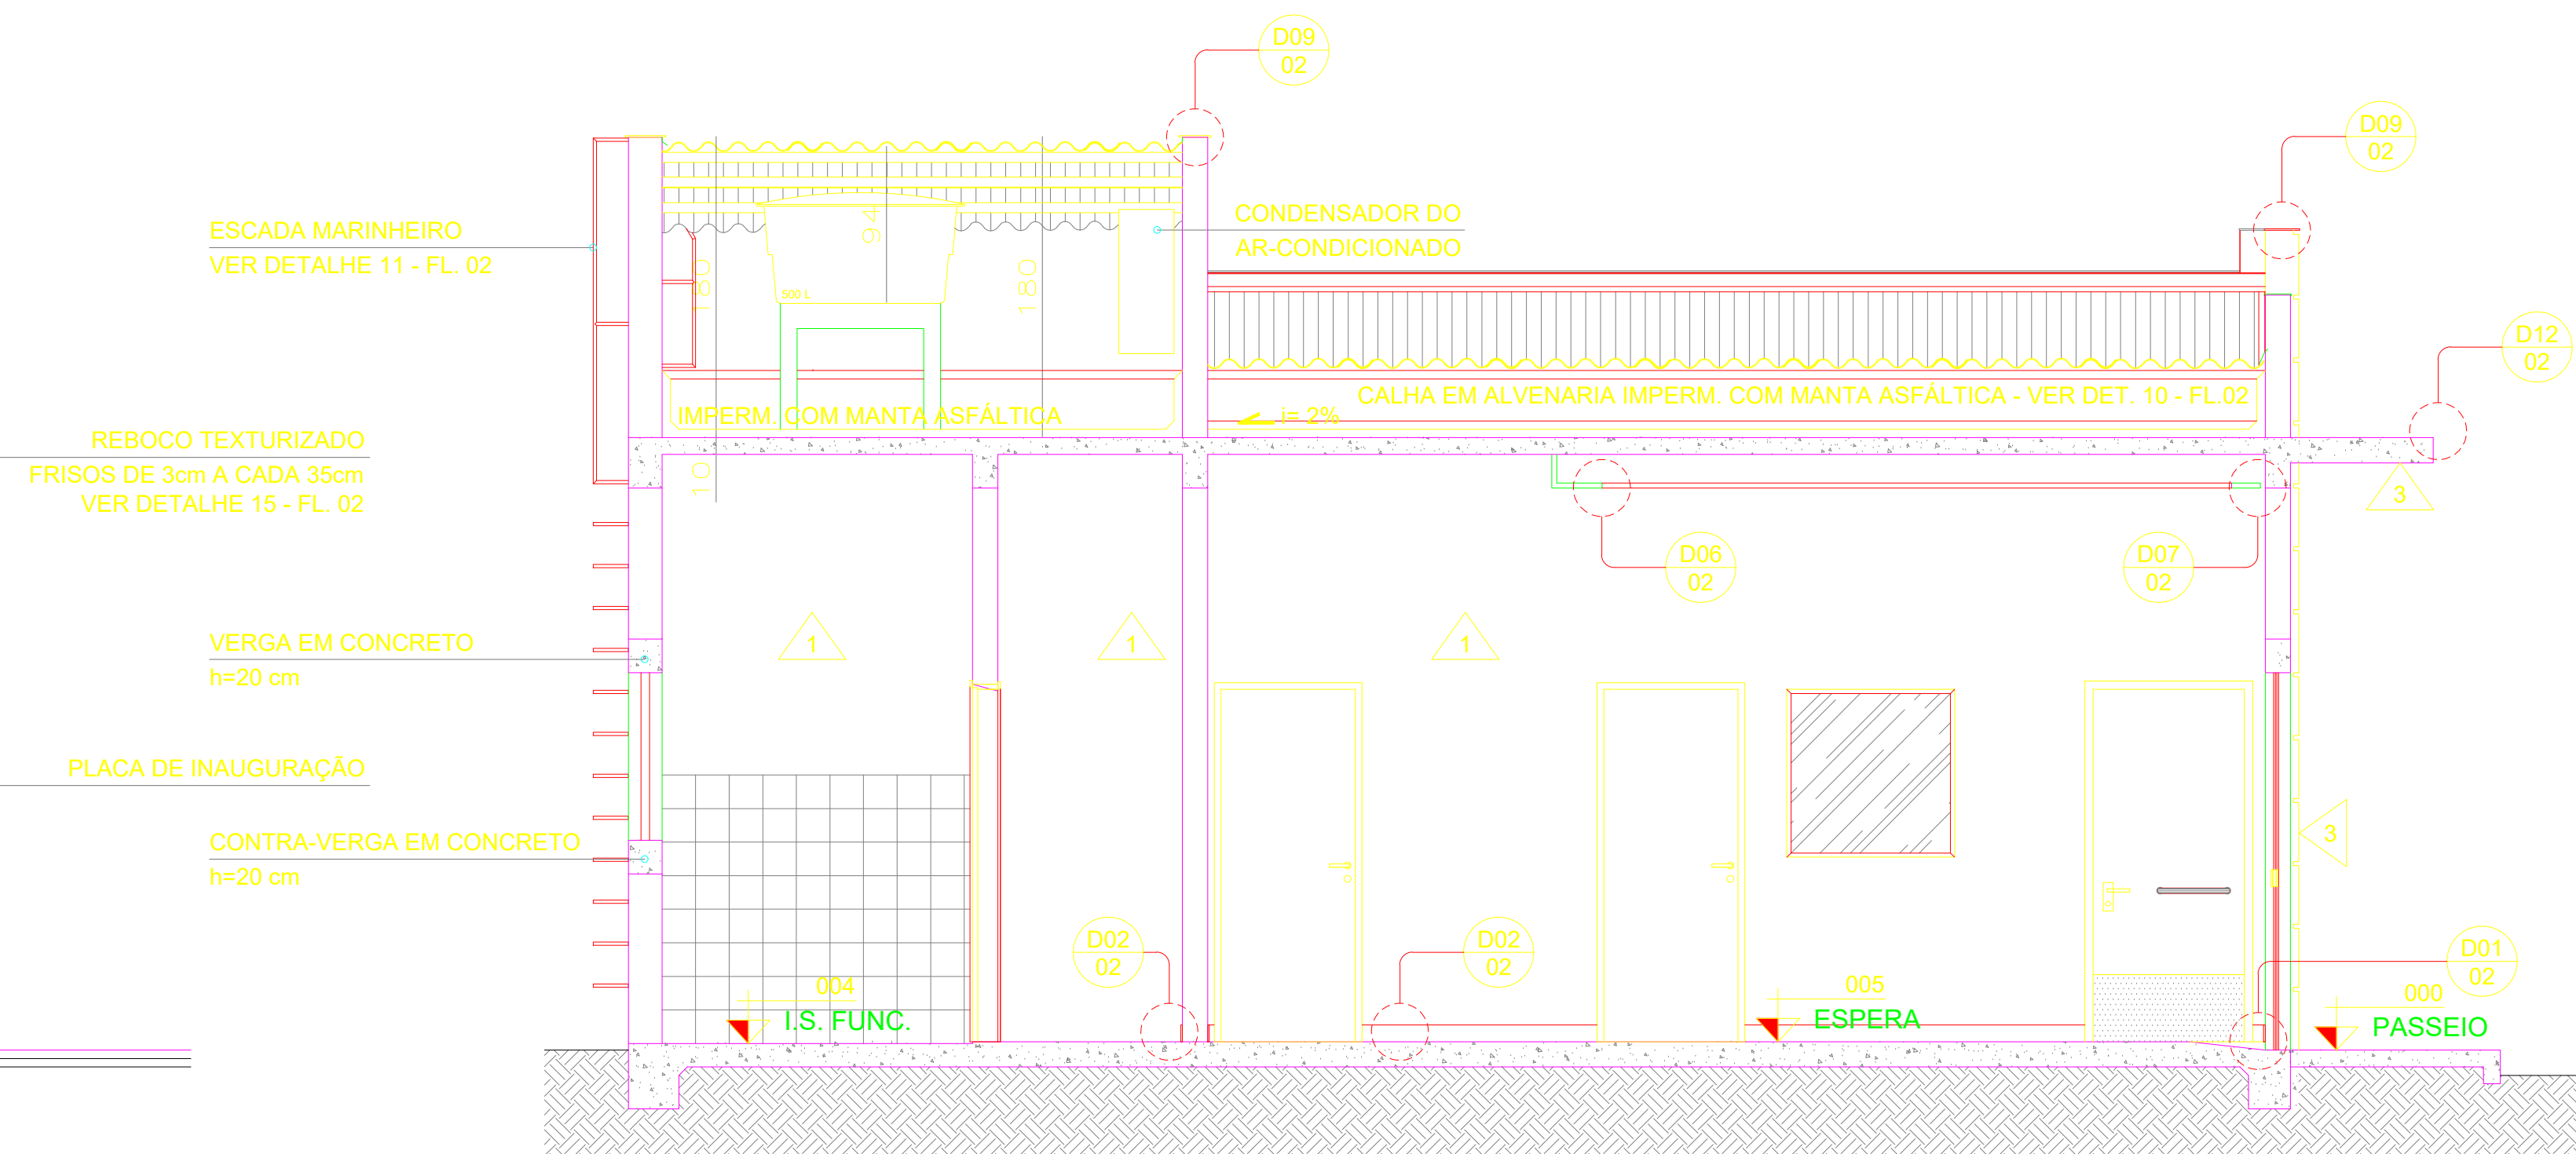 D09
02
D09
02
ESCADA MARINHEIRO
VER DETALHE 11 - FL. 02
CONDENSADOR DO
AR-CONDICIONADO
94
180
180
500 L
D12
02
IMPERM. COM MANTA ASFÁLTICA
i= 2%
CALHA EM ALVENARIA IMPERM. COM MANTA ASFÁLTICA - VER DET. 10 - FL.02
REBOCO TEXTURIZADO
FRISOS DE 3cm A CADA 35cm
VER DETALHE 15 - FL. 02
10
3
D06
02
D07
02
VERGA EM CONCRETO
h=20 cm
1
1
1
PLACA DE INAUGURAÇÃO
CONTRA-VERGA EM CONCRETO
h=20 cm
3
D02
02
D02
02
D01
02
004
I.S. FUNC.
005
ESPERA
000
PASSEIO